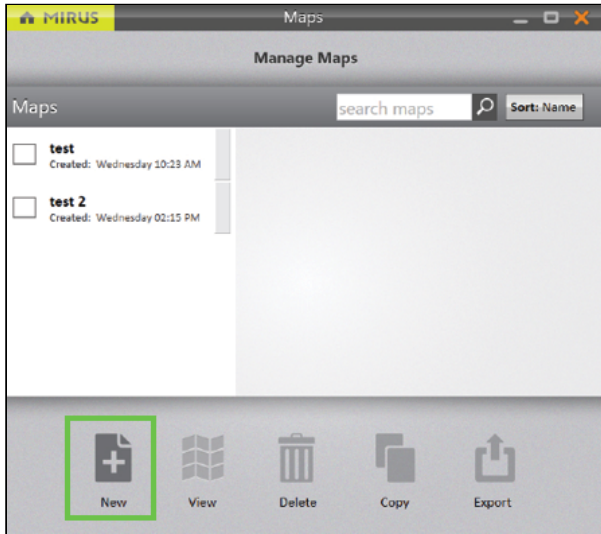 MIRUS Maps
Manage Maps
Maps search maps Sort: Name
test
Created: Wednesday 10:23 AM
test 2
Created: Wednesday 02:15 PM
New View Delete Copy Export